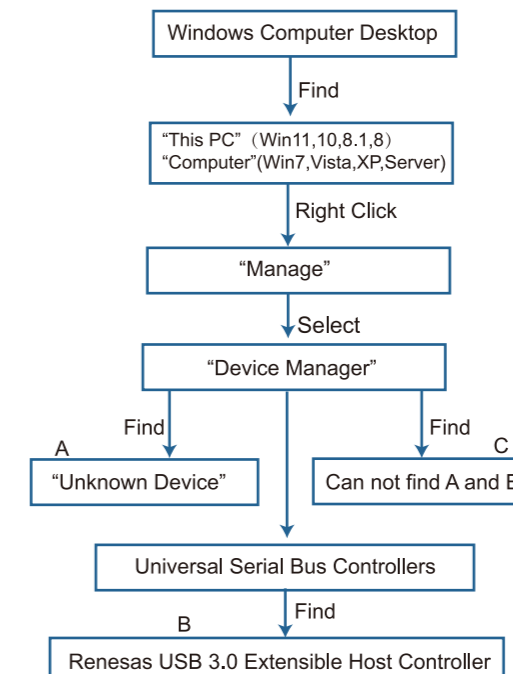 Windows Computer Desktop
Find
“This PC”（Win11,10,8.1,8）
“Computer”(Win7,Vista,XP,Server)
Right Click
“Manage”
Select
“Device Manager”
Find
Find
A
C
“Unknown Device”
Can not find A and B
Universal Serial Bus Controllers
Find
B
Renesas USB 3.0 Extensible Host Controller